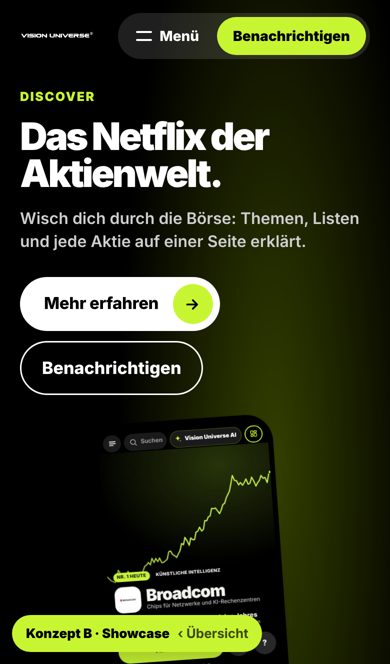 VISION UNIVERSE®
Menü
Benachrichtigen
DISCOVER
Das Netflix der
Aktienwelt.
Wisch dich durch die Börse: Themen, Listen
und jede Aktie auf einer Seite erklärt.
Mehr erfahren →
Benachrichtigen
Suchen
Vision Universe AI
NR. 1 HEUTE
KÜNSTLICHE INTELLIGENZ
Broadcom
Chips für Netzwerke und KI-Rechenzentren
Konzept B · Showcase ‹ Übersicht
?